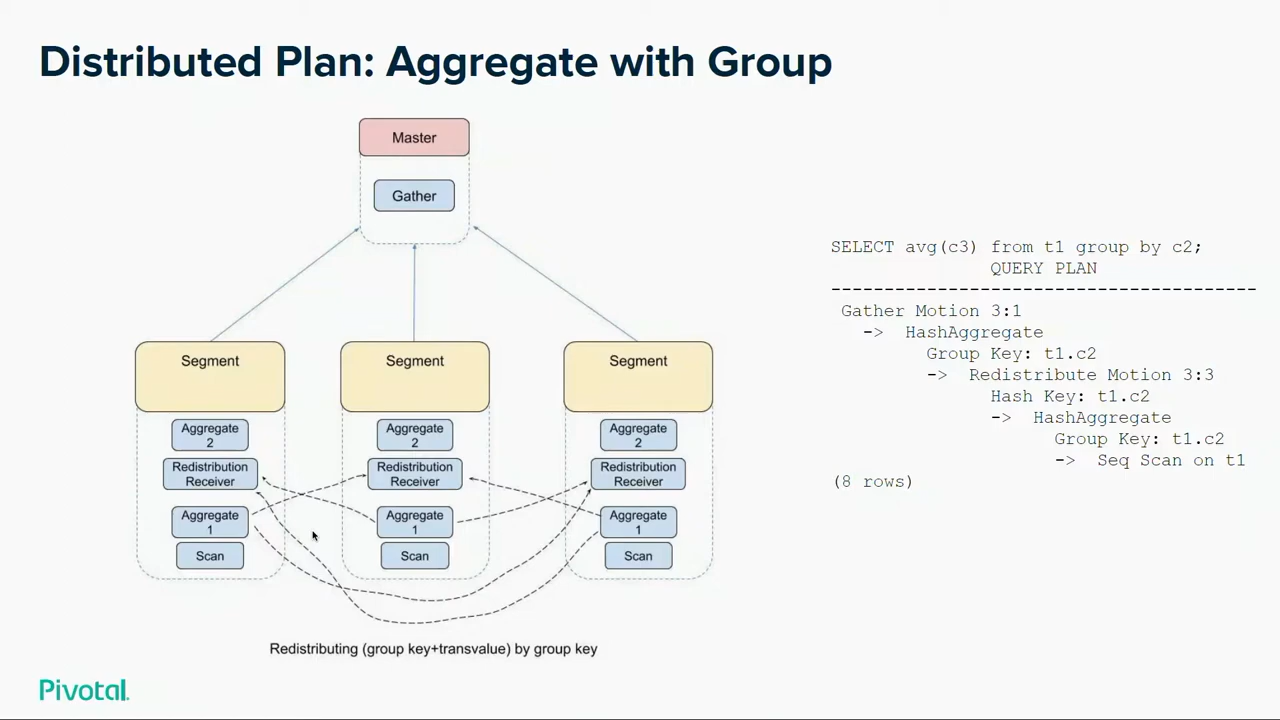 Distributed Plan: Aggregate with Group
Master
Gather
Segment
Segment
Segment
Aggregate
2
Aggregate
2
Aggregate
2
Redistribution
Receiver
Redistribution
Receiver
Redistribution
Receiver
Aggregate
1
Aggregate
1
Aggregate
1
Scan
Scan
Scan
Redistributing (group key+transvalue) by group key
SELECT avg(c3) from t1 group by c2;
QUERY PLAN
----------------------------------------
Gather Motion 3:1
-> HashAggregate
Group Key: t1.c2
-> Redistribute Motion 3:3
Hash Key: t1.c2
-> HashAggregate
Group Key: t1.c2
-> Seq Scan on t1
(8 rows)
Pivotal.